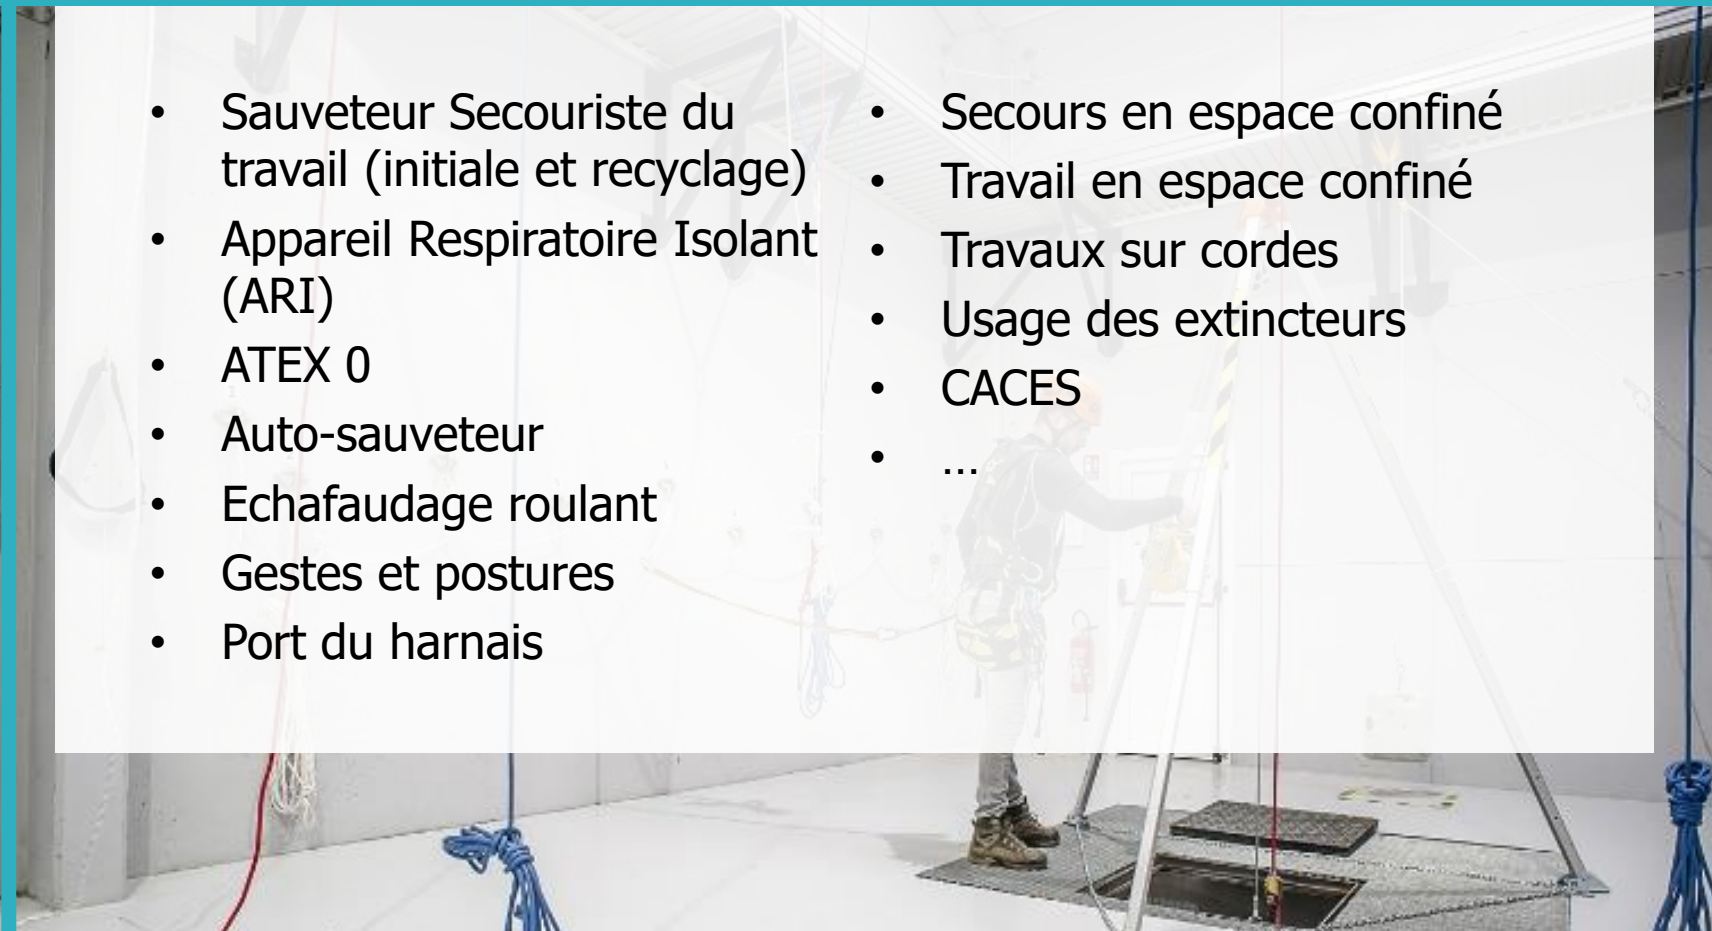 • Sauveteur Secouriste du
travail (initiale et recyclage)
• Appareil Respiratoire Isolant
(ARI)
• ATEX 0
• Auto-sauveteur
• Echafaudage roulant
• Gestes et postures
• Port du harnais
• Secours en espace confiné
• Travail en espace confiné
• Travaux sur cordes
• Usage des extincteurs
• CACES
• …